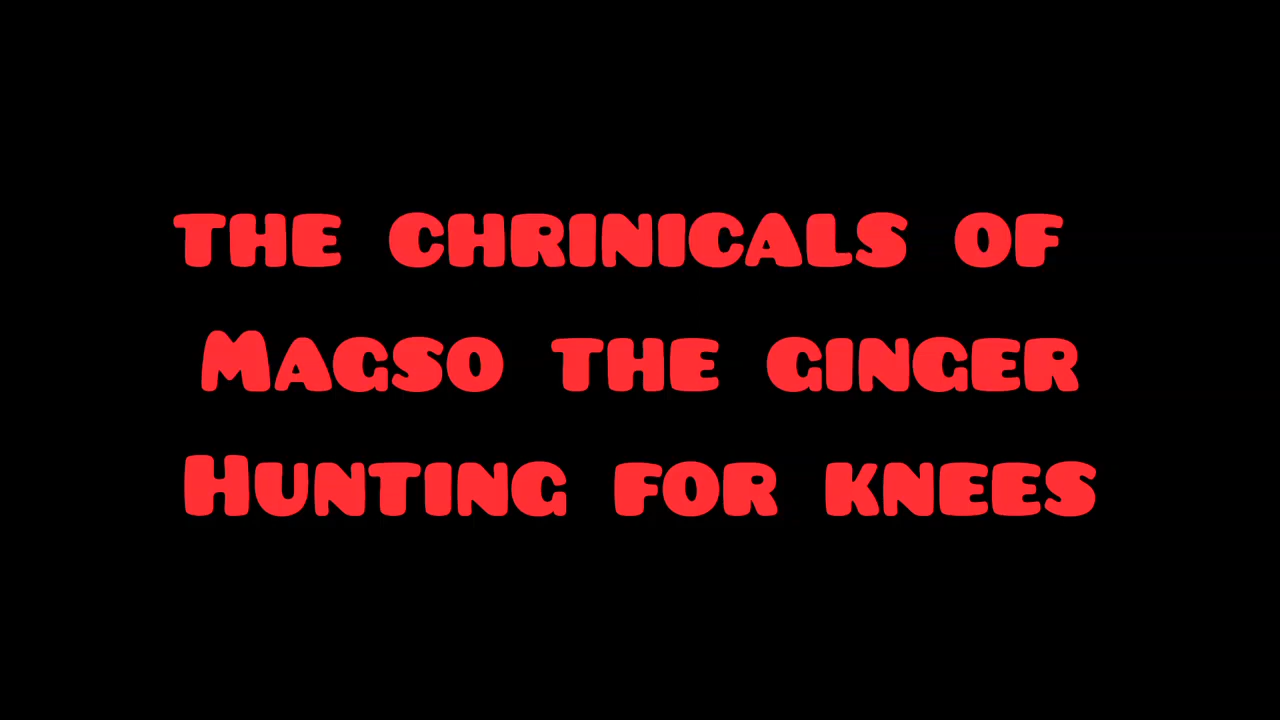 THE CHRINICALS OF
MAGSO THE GINGER
HUNTING FOR KNEES